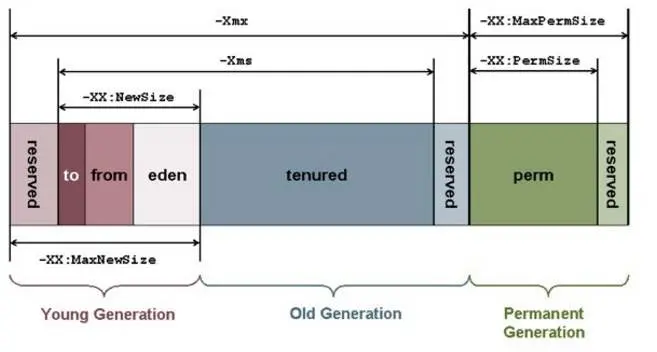 -Xmx
-XX:MaxPermSize
-Xms
-XX:PermSize
-XX:NewSize
reserved
to
from
eden
tenured
reserved
perm
reserved
-XX:MaxNewSize
Young Generation
Old Generation
Permanent
Generation